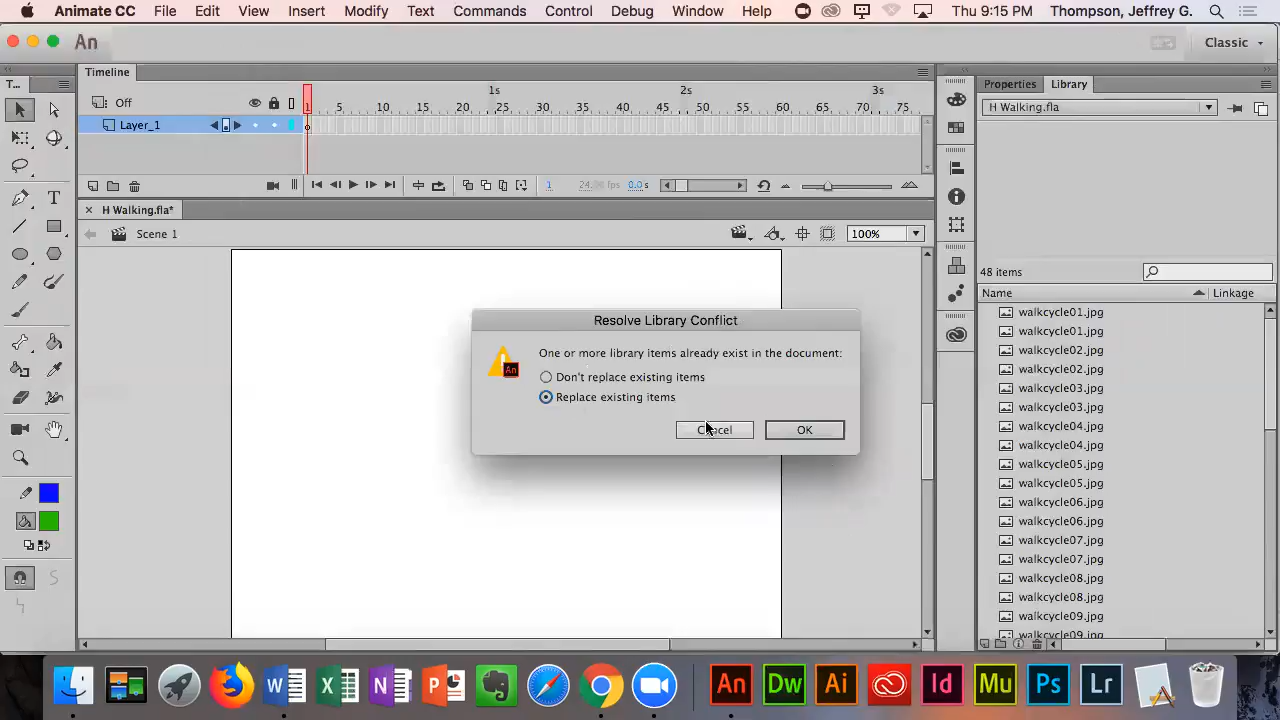 Animate CC File Edit View Insert Modify Text Commands Control Debug Window Help Thu 9:15 PM Thompson, Jeffrey G.
An Classic
T... Timeline Properties Library
1s 2s 3s
Off 1 5 10 15 20 25 30 35 40 45 50 55 60 65 70 75
H Walking.fla
Layer_1
1 24.00 fps 0.0 s
H Walking.fla*
Scene 1 100%
48 items
Name Linkage
walkcycle01.jpg
walkcycle01.jpg
walkcycle02.jpg
walkcycle02.jpg
walkcycle03.jpg
walkcycle03.jpg
walkcycle04.jpg
walkcycle04.jpg
walkcycle05.jpg
walkcycle05.jpg
walkcycle06.jpg
walkcycle06.jpg
walkcycle07.jpg
walkcycle07.jpg
walkcycle08.jpg
walkcycle08.jpg
walkcycle09.jpg
walkcycle09.jpg
Resolve Library Conflict
One or more library items already exist in the document:
An
Don't replace existing items
Replace existing items
Cancel OK
W X N P An Dw Ai Id Mu Ps Lr